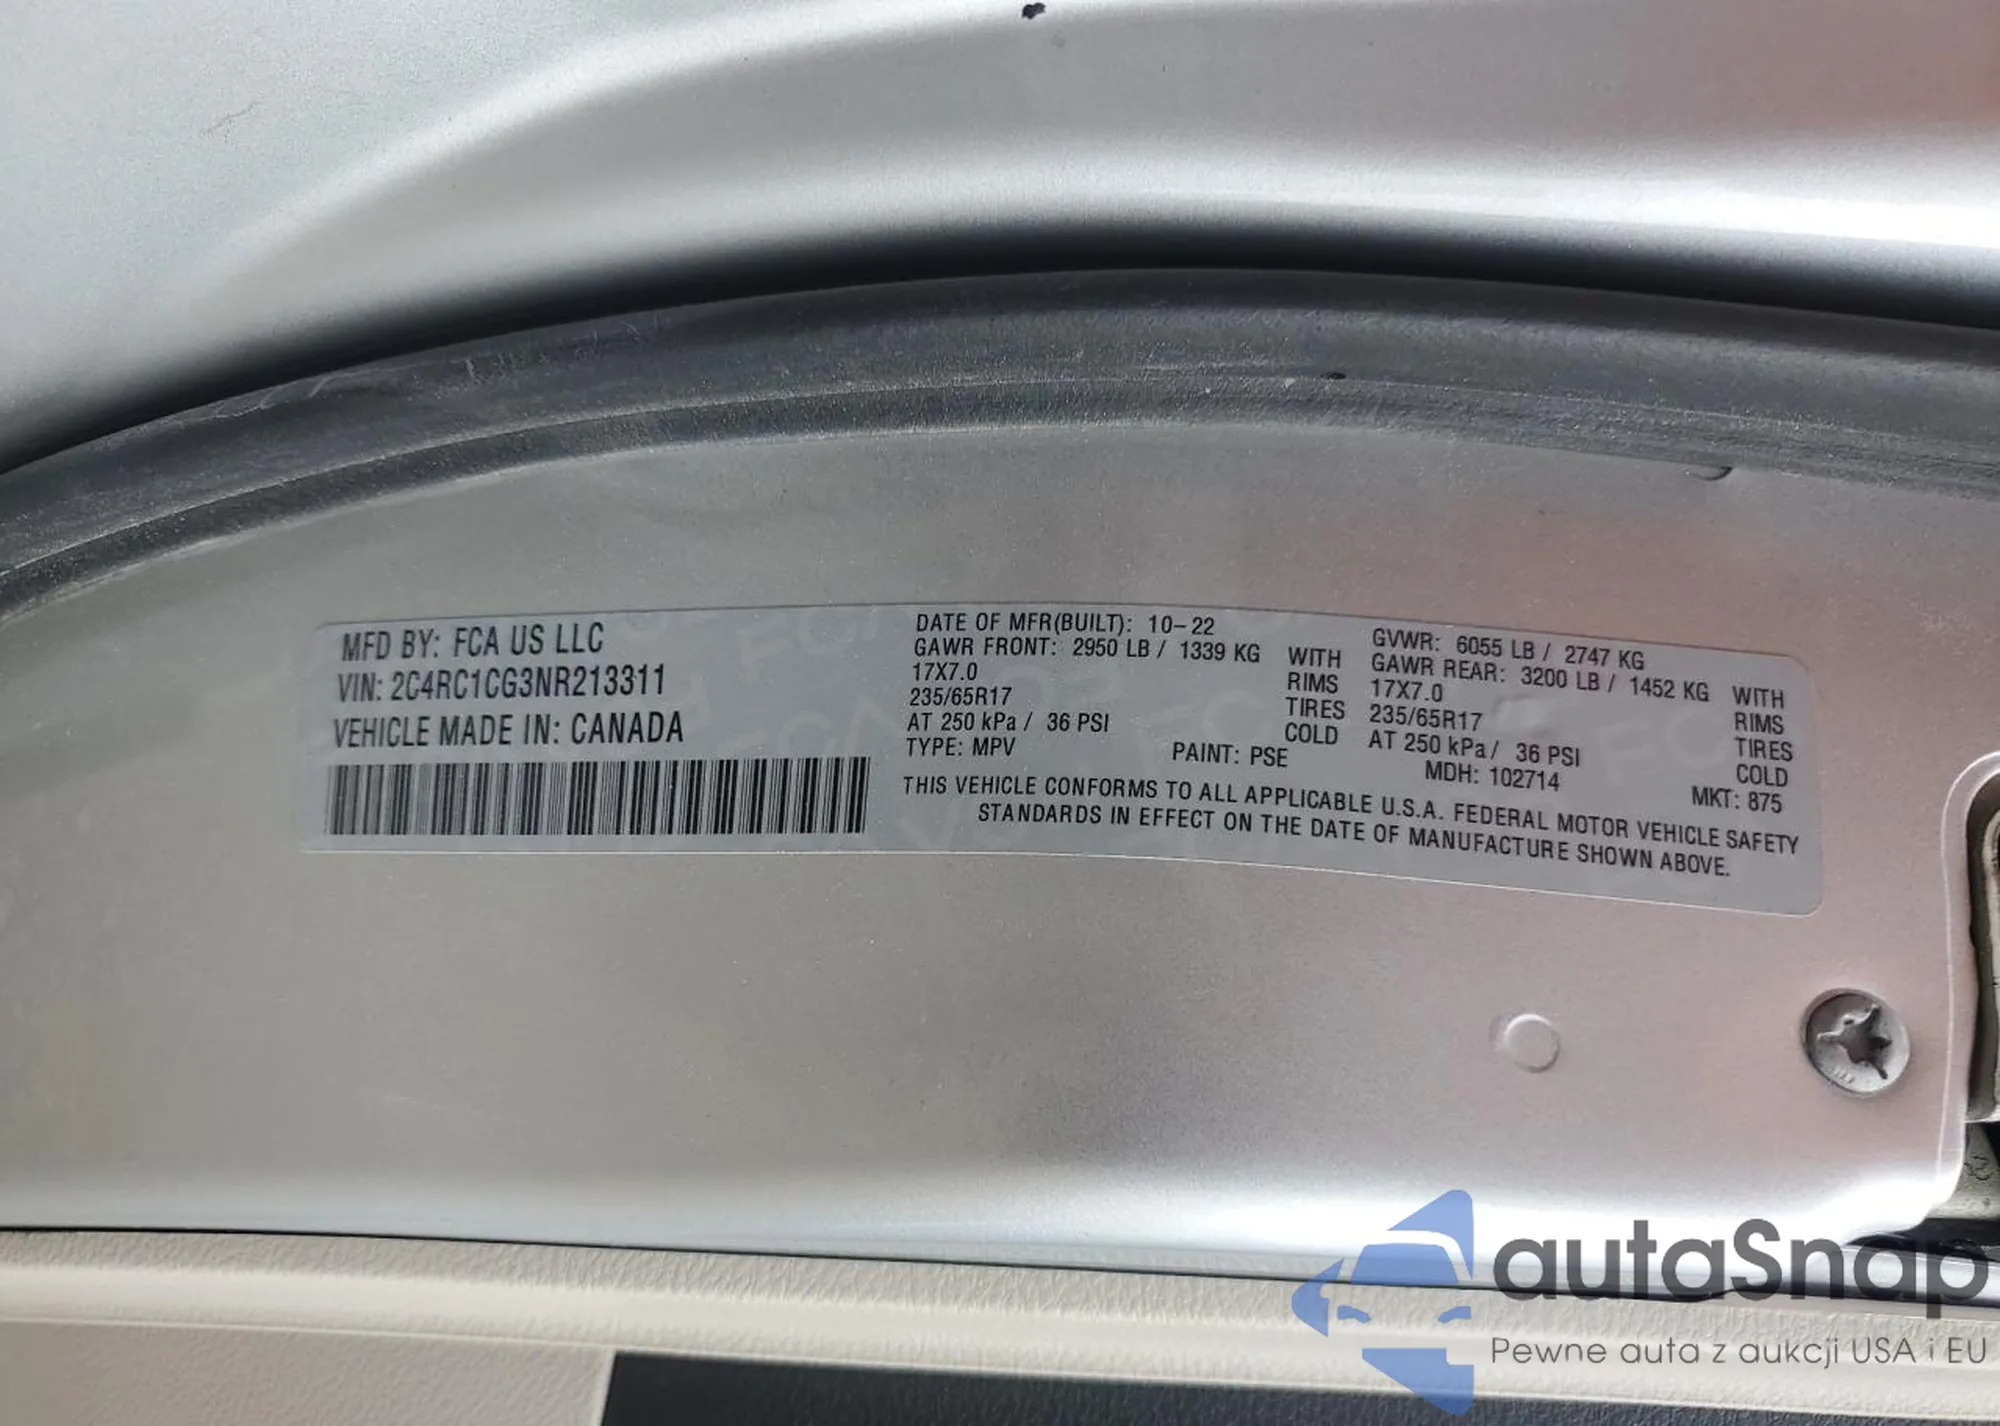 MFD BY: FCA US LLC
VIN: 2C4RC1CG3NR213311
VEHICLE MADE IN: CANADA
DATE OF MFR(BUILT): 10-22
GAWR FRONT: 2950 LB / 1339 KG WITH
17X7.0 RIMS
235/65R17 TIRES
AT 250 kPa / 36 PSI COLD
TYPE: MPV PAINT: PSE
GVWR: 6055 LB / 2747 KG
GAWR REAR: 3200 LB / 1452 KG WITH
17X7.0 RIMS
235/65R17 TIRES
AT 250 kPa / 36 PSI COLD
MDH: 102714 MKT: 875
THIS VEHICLE CONFORMS TO ALL APPLICABLE U.S.A. FEDERAL MOTOR VEHICLE SAFETY
STANDARDS IN EFFECT ON THE DATE OF MANUFACTURE SHOWN ABOVE.
autaSnap
Pewne auta z aukcji USA i EU